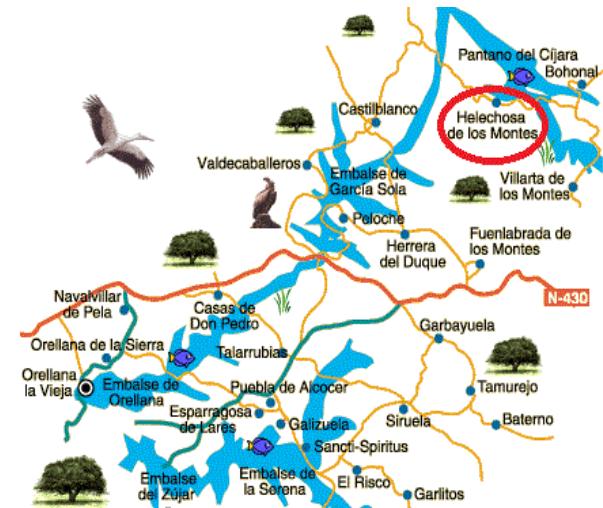 Pantano del Cíjara
Bohonal
Castilblanco
Helechosa
de los Montes
Valdecaballeros
Embalse de
García Sola
Villarta de
los Montes
Peloche
Herrera
del Duque
Fuenlabrada de
los Montes
N-430
Navalvillar
de Pela
Casas de
Don Pedro
Garbayuela
Orellana de la Sierra
Talarrubias
Orellana
la Vieja
Embalse de
Orellana
Puebla de Alcocer
Tamurejo
Esparragosa
de Lares
Galizuela
Siruela
Baterno
Sancti-Spiritus
Embalse
del Zújar
Embalse de
la Serena
El Risco
Garlitos